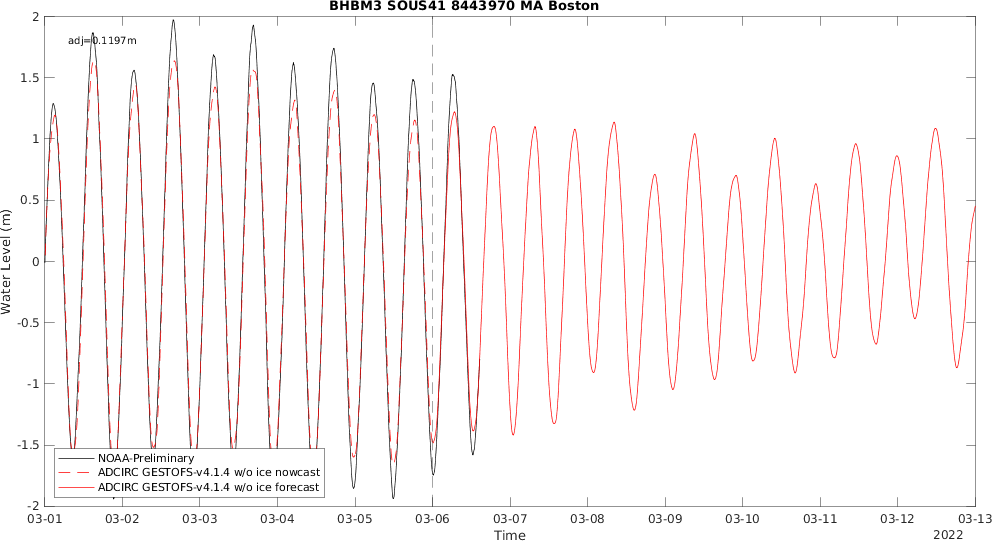 BHBM3 SOUS41 8443970 MA Boston
adj=0.1197m
Water Level (m)
2
1.5
1
0.5
0
-0.5
-1
-1.5
-2
NOAA-Preliminary
ADCIRC GESTOFS-v4.1.4 w/o ice nowcast
ADCIRC GESTOFS-v4.1.4 w/o ice forecast
03-01 03-02 03-03 03-04 03-05 03-06 03-07 03-08 03-09 03-10 03-11 03-12 03-13
Time
2022